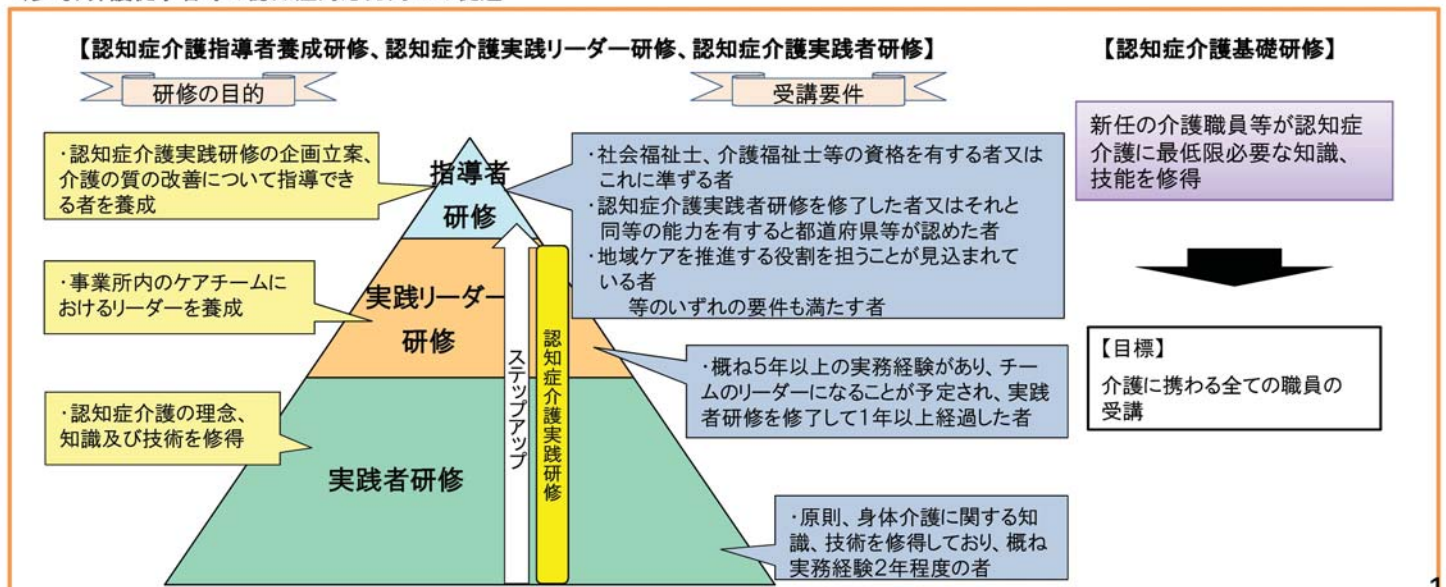 【認知症介護指導者養成研修、認知症介護実践リーダー研修、認知症介護実践者研修】
研修の目的
受講要件
・認知症介護実践研修の企画立案、
介護の質の改善について指導でき
る者を養成
・事業所内のケアチームに
おけるリーダーを養成
・認知症介護の理念、
知識及び技術を修得
指導者
研修
実践リーダー
研修
実践者研修
ステップアップ
認知症介護実践研修
・社会福祉士、介護福祉士等の資格を有する者又は
これに準ずる者
・認知症介護実践者研修を修了した者又はそれと
同等の能力を有すると都道府県等が認めた者
・地域ケアを推進する役割を担うことが見込まれて
いる者
等のいずれの要件も満たす者
・概ね5年以上の実務経験があり、チー
ムのリーダーになることが予定され、実践
者研修を修了して1年以上経過した者
・原則、身体介護に関する知
識、技術を修得しており、概ね
実務経験2年程度の者
【認知症介護基礎研修】
新任の介護職員等が認知症
介護に最低限必要な知識、
技能を修得
【目標】
介護に携わる全ての職員の
受講